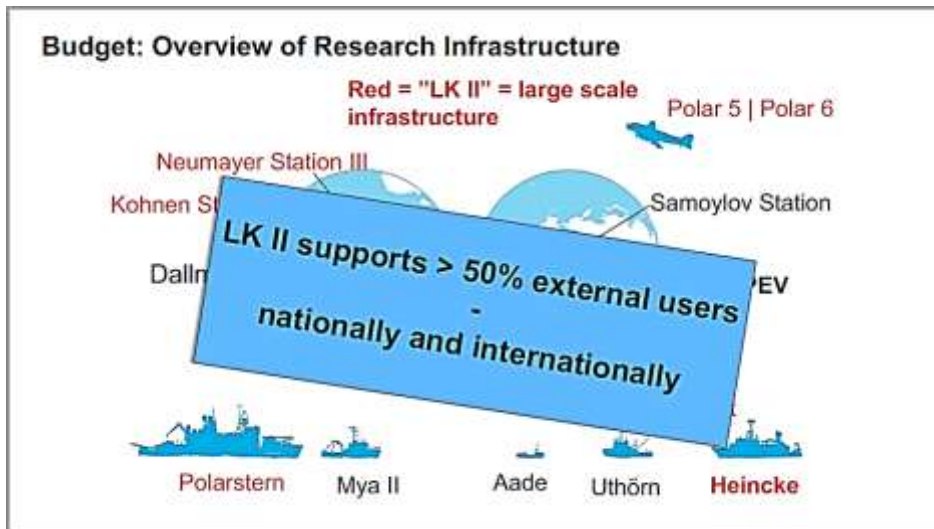 Budget: Overview of Research Infrastructure
Red = "LK II" = large scale
infrastructure
Polar 5 | Polar 6
Neumayer Station III
Kohnen
Samoylov Station
LK II supports > 50% external users
-
nationally and internationally
Polarstern
Mya II
Aade
Uthörn
Heincke